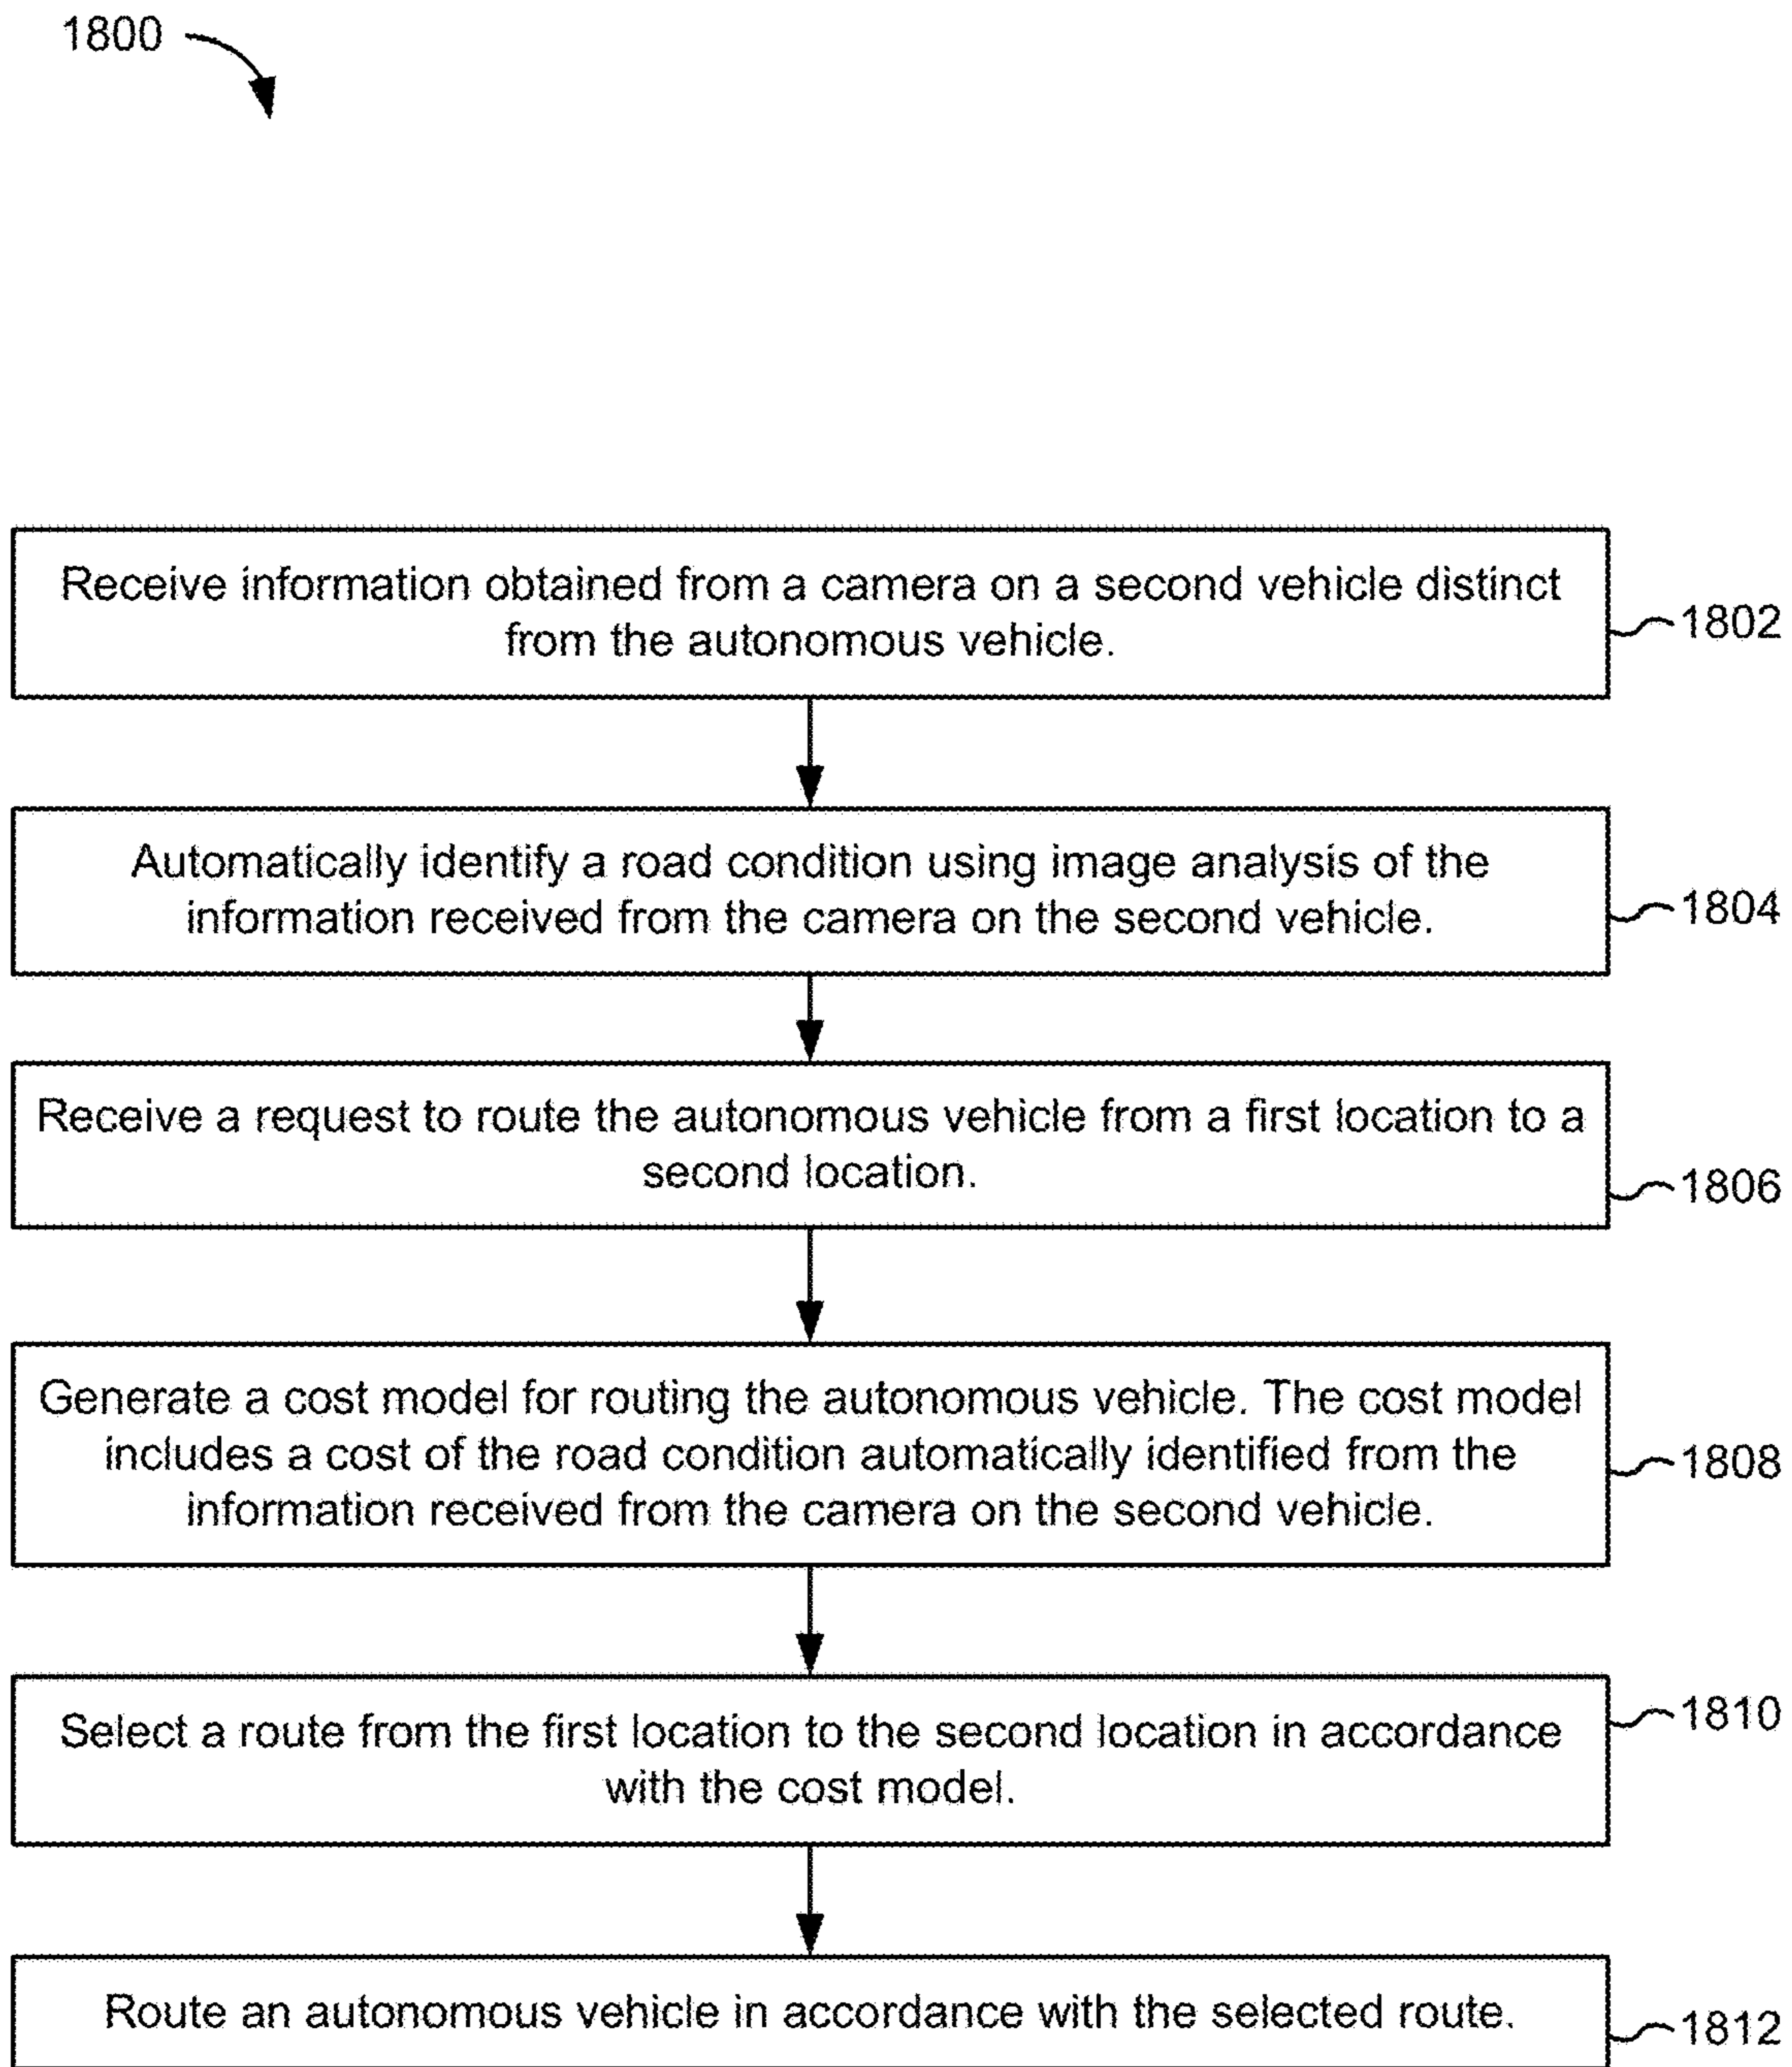 1800
Receive information obtained from a camera on a second vehicle distinct
from the autonomous vehicle.
1802
Automatically identify a road condition using image analysis of the
information received from the camera on the second vehicle.
1804
Receive a request to route the autonomous vehicle from a first location to a
second location.
1806
Generate a cost model for routing the autonomous vehicle. The cost model
includes a cost of the road condition automatically identified from the
information received from the camera on the second vehicle.
1808
Select a route from the first location to the second location in accordance
with the cost model.
1810
Route an autonomous vehicle in accordance with the selected route.
1812